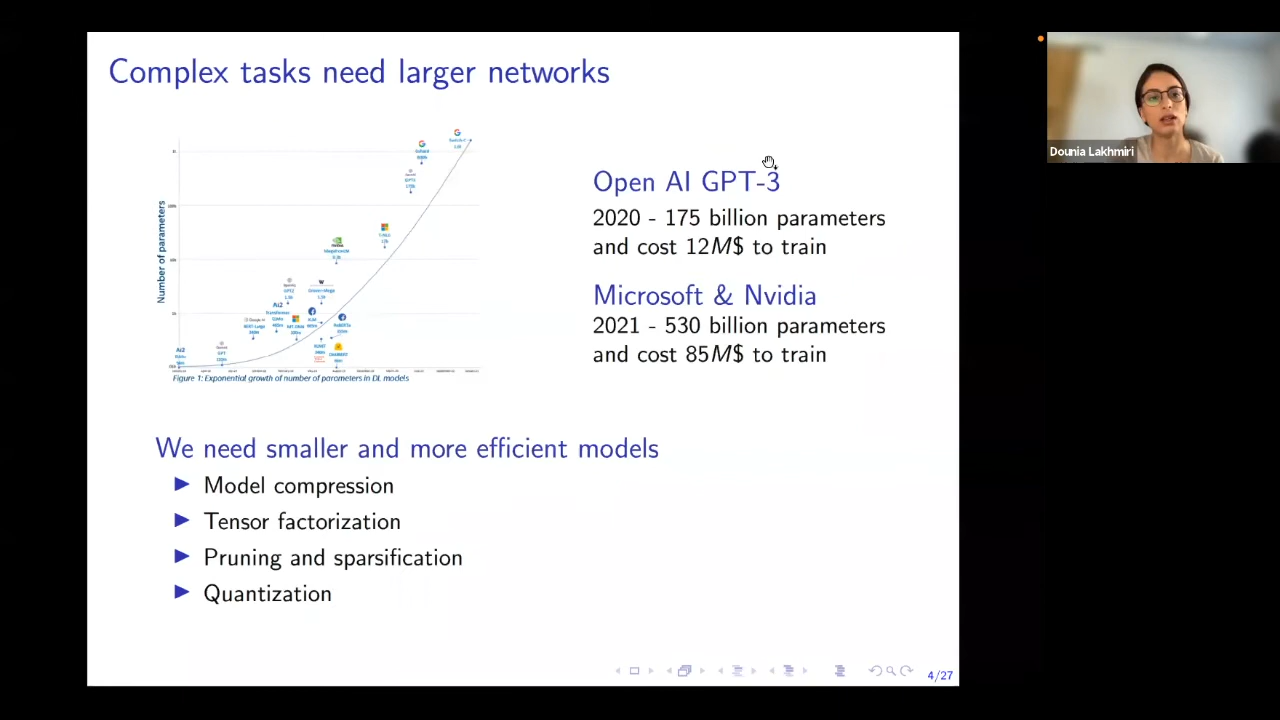 Complex tasks need larger networks
Number of parameters
Figure 1: Exponential growth of number of parameters in DL models
Open AI GPT-3
2020 - 175 billion parameters
and cost 12M$ to train
Microsoft & Nvidia
2021 - 530 billion parameters
and cost 85M$ to train
We need smaller and more efficient models
Model compression
Tensor factorization
Pruning and sparsification
Quantization
4/27
Dounia Lakhmiri